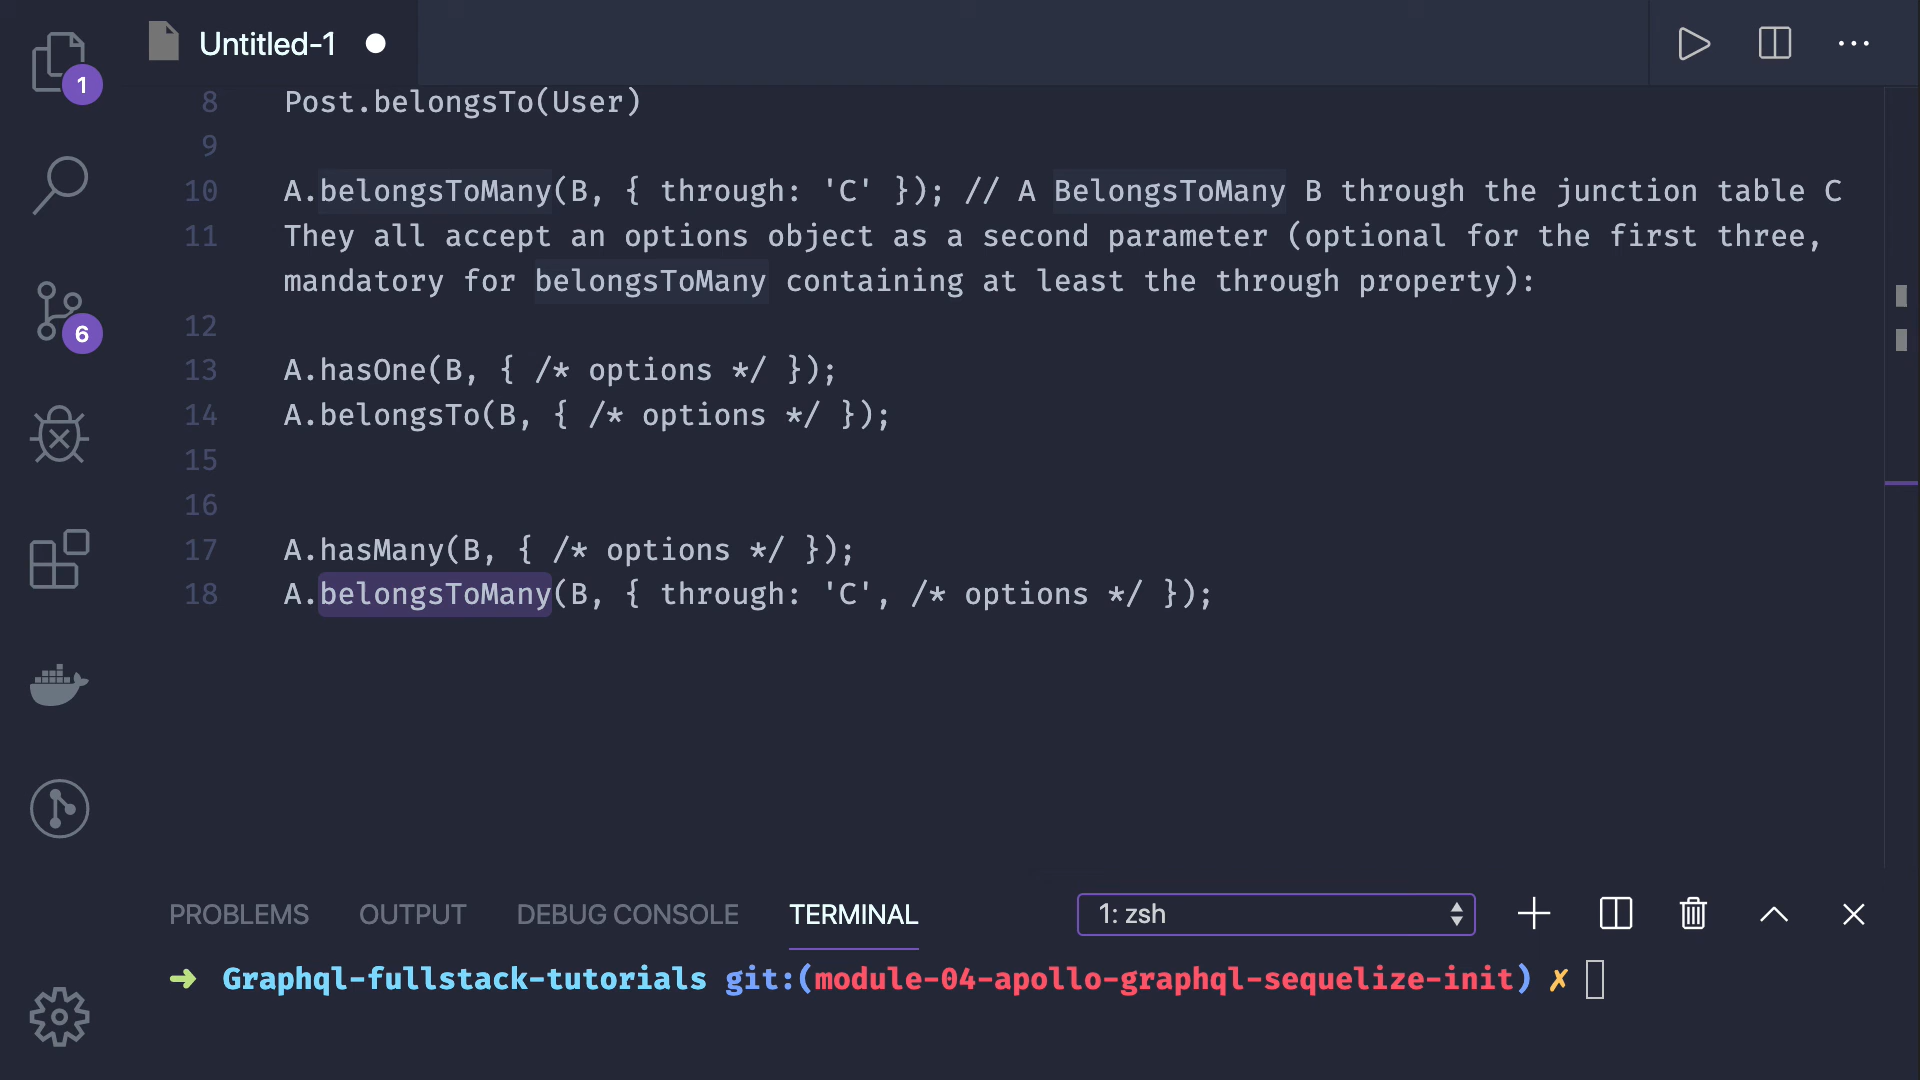 Untitled-1
1
8 Post.belongsTo(User)
9
10 A.belongsToMany(B, { through: 'C' }); // A BelongsToMany B through the junction table C
11 They all accept an options object as a second parameter (optional for the first three,
mandatory for belongsToMany containing at least the through property):
12
6
13 A.hasOne(B, { /* options */ });
14 A.belongsTo(B, { /* options */ });
15
16
17 A.hasMany(B, { /* options */ });
18 A.belongsToMany(B, { through: 'C', /* options */ });
PROBLEMS OUTPUT DEBUG CONSOLE TERMINAL 1: zsh
➜ Graphql-fullstack-tutorials git:(module-04-apollo-graphql-sequelize-init) ✗